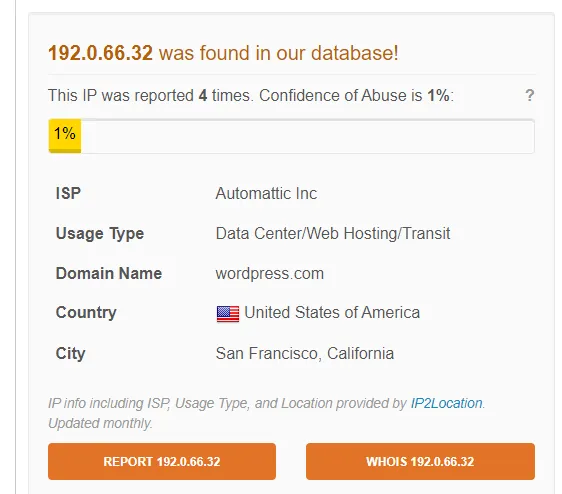 192.0.66.32 was found in our database!
This IP was reported 4 times. Confidence of Abuse is 1%: ?
1%
ISP Automattic Inc
Usage Type Data Center/Web Hosting/Transit
Domain Name wordpress.com
Country United States of America
City San Francisco, California
IP info including ISP, Usage Type, and Location provided by IP2Location.
Updated monthly.
REPORT 192.0.66.32 WHOIS 192.0.66.32